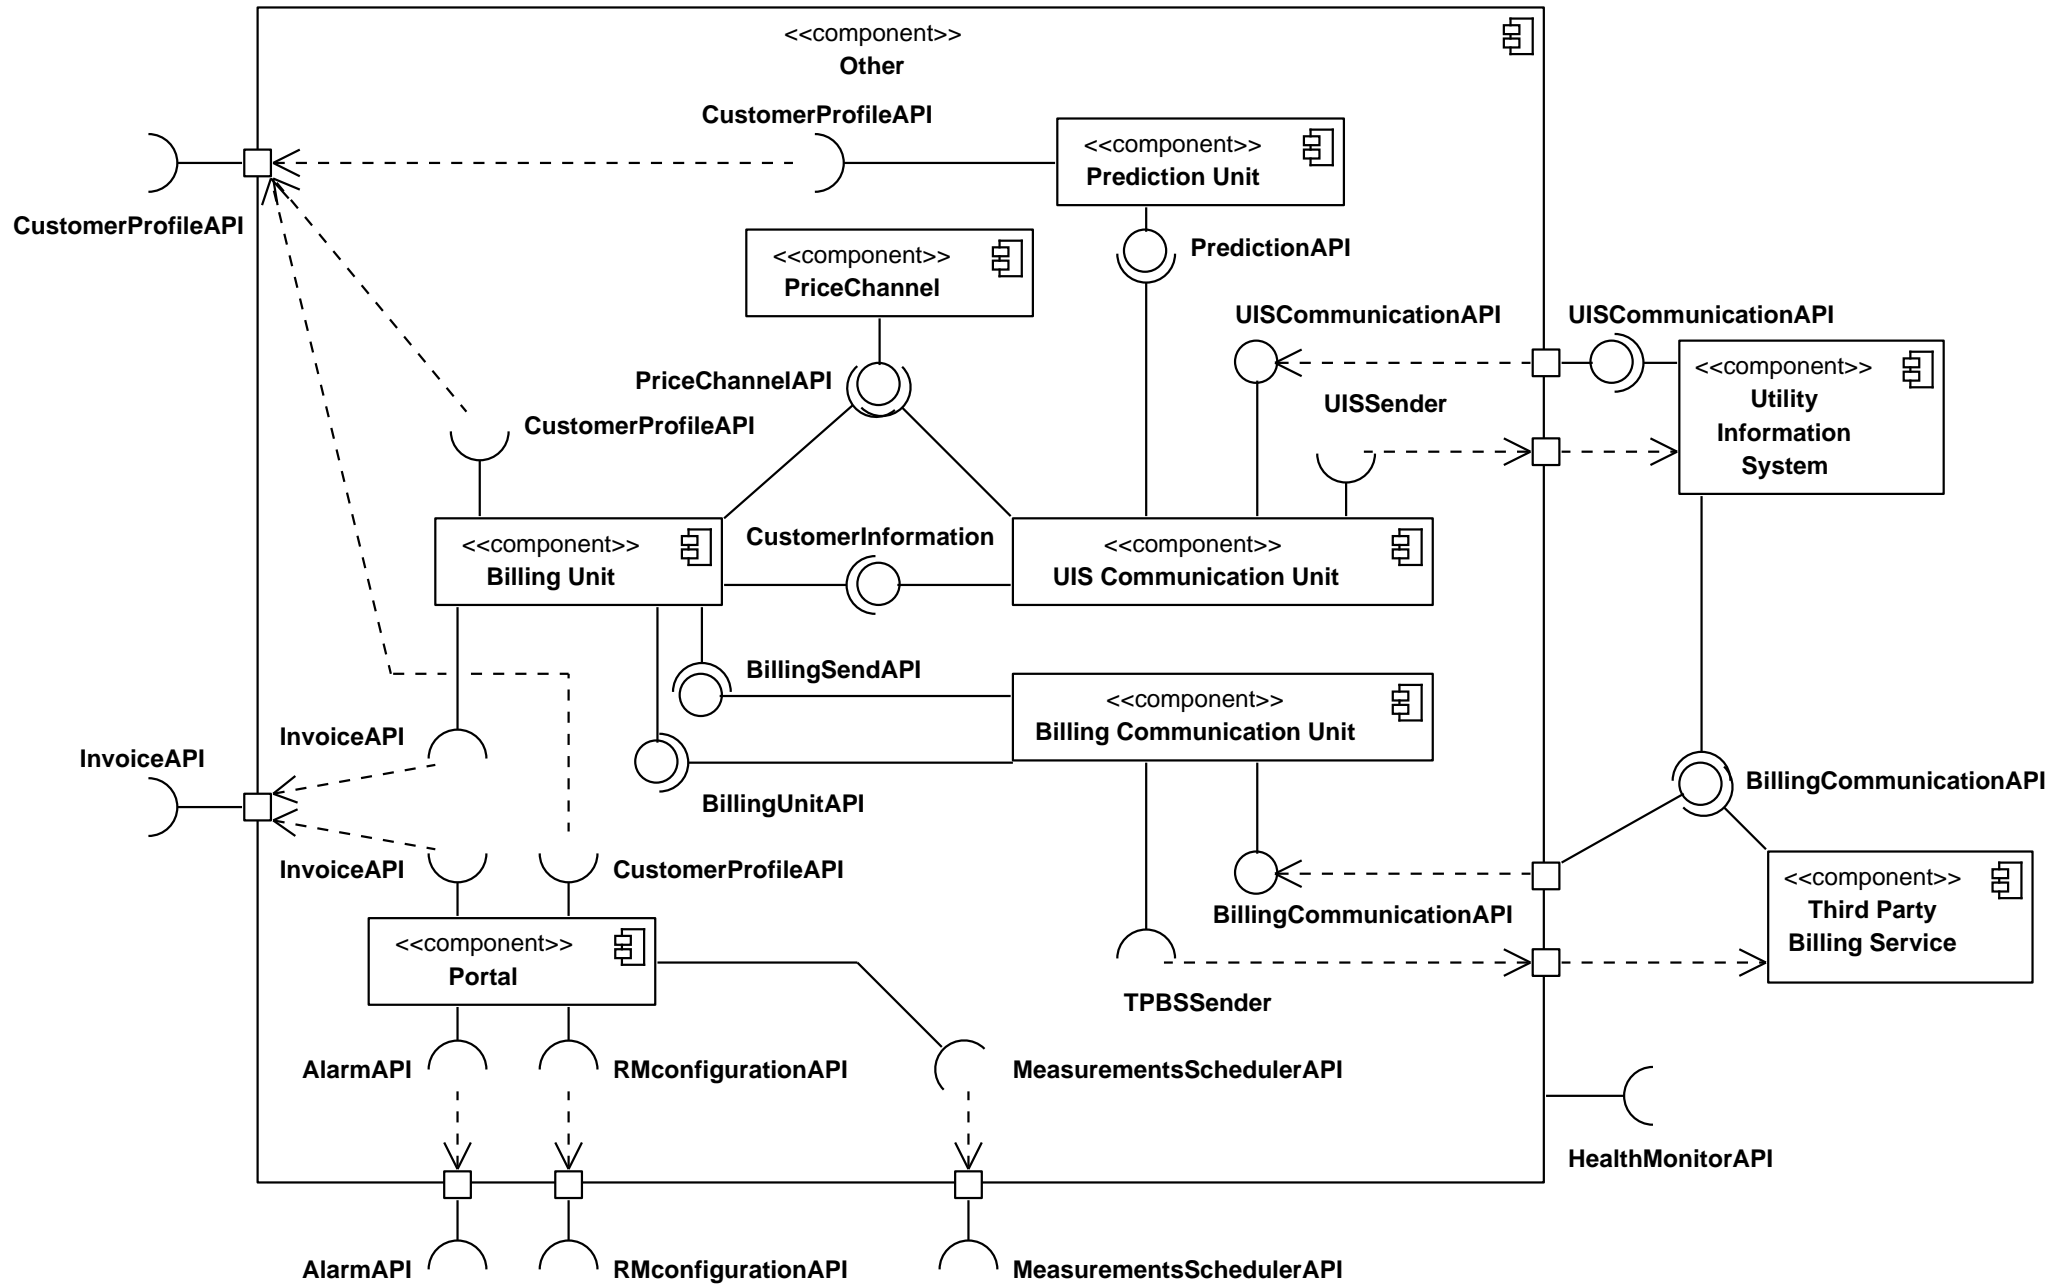 <<component>>
Other
CustomerProfileAPI
<<component>>
Prediction Unit
CustomerProfileAPI
<<component>>
PriceChannel
PredictionAPI
UISCommunicationAPI
UISCommunicationAPI
<<component>>
Utility
Information
System
PriceChannelAPI
UISSender
CustomerProfileAPI
<<component>>
Billing Unit
CustomerInformation
<<component>>
UIS Communication Unit
BillingSendAPI
<<component>>
Billing Communication Unit
InvoiceAPI
InvoiceAPI
BillingUnitAPI
BillingCommunicationAPI
InvoiceAPI
CustomerProfileAPI
BillingCommunicationAPI
<<component>>
Third Party
Billing Service
<<component>>
Portal
TPBSSender
AlarmAPI
RMconfigurationAPI
MeasurementsSchedulerAPI
HealthMonitorAPI
AlarmAPI
RMconfigurationAPI
MeasurementsSchedulerAPI